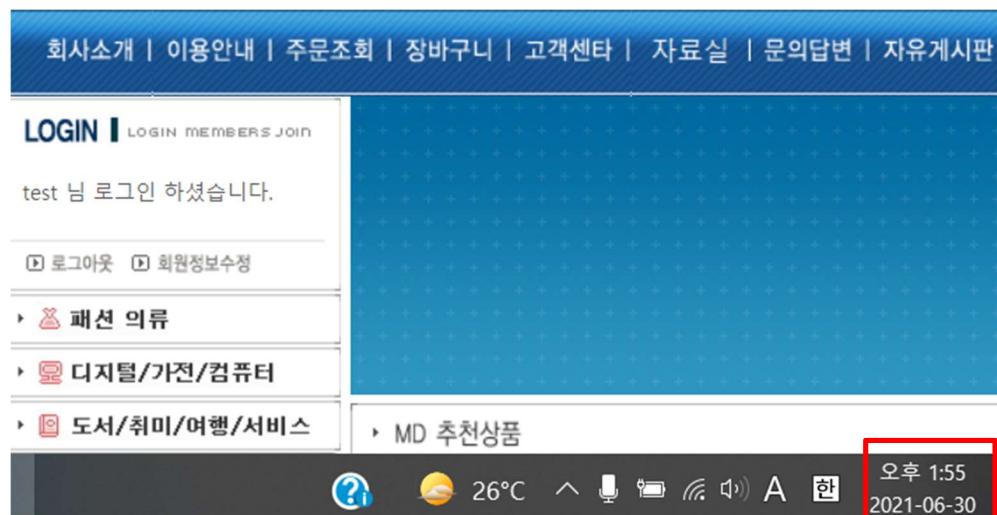 회사소개 | 이용안내 | 주문조회 | 장바구니 | 고객센타 | 자료실 | 문의답변 | 자유게시판
LOGIN LOGIN MEMBERS JOIN
test 님 로그인 하셨습니다.
로그아웃 회원정보수정
패션 의류
디지털/가전/컴퓨터
도서/취미/여행/서비스
MD 추천상품
26°C A 한 오후 1:55
2021-06-30